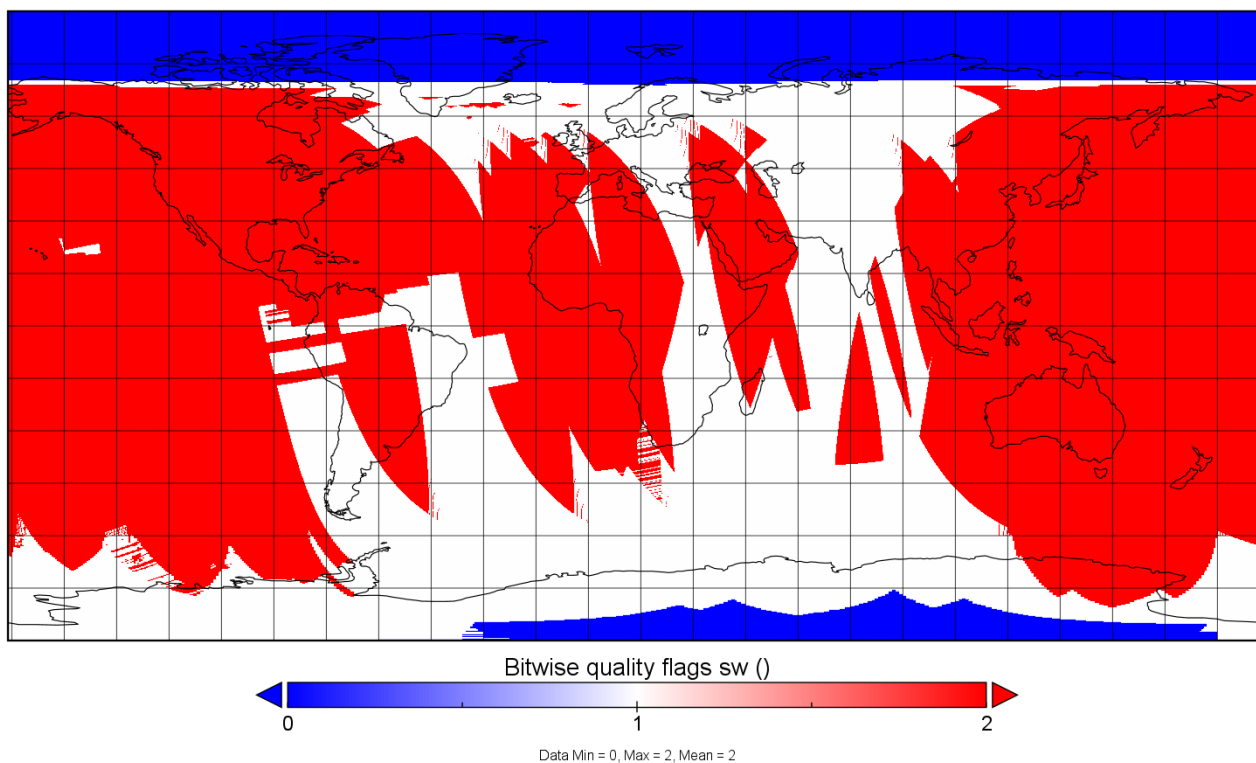 Bitwise quality flags sw ()
0 1 2
Data Min = 0, Max = 2, Mean = 2